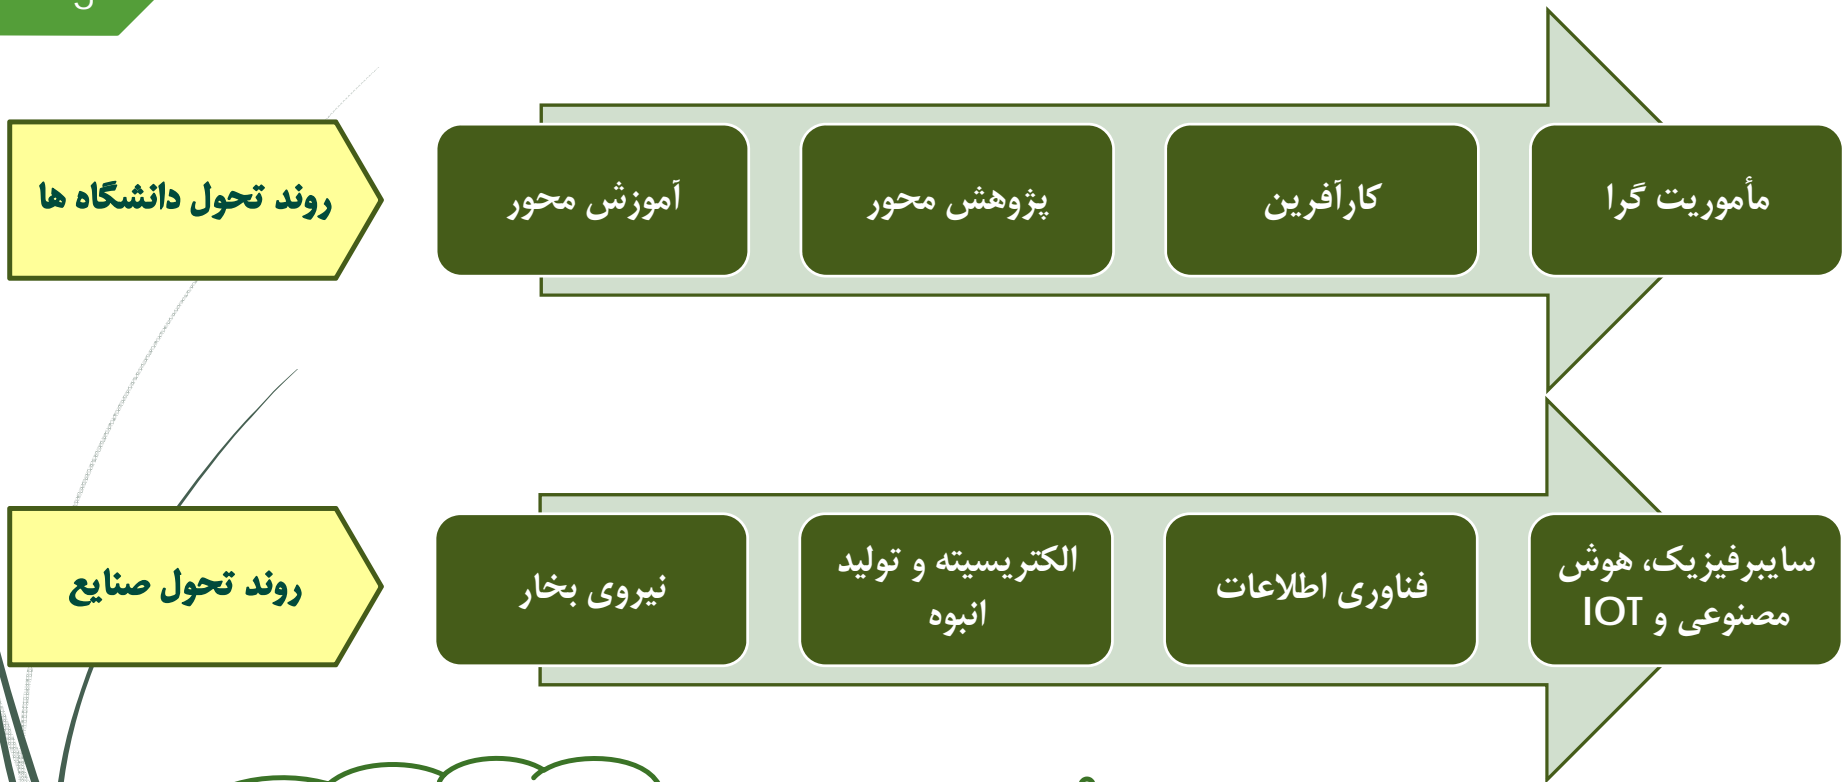 روند تحول دانشگاه ها
آموزش محور
پژوهش محور
کارآفرین
مأموریت گرا
روند تحول صنایع
نیروی بخار
الکتریسیته و تولید
انبوه
فناوری اطلاعات
سایبرفیزیک، هوش
مصنوعی و IOT